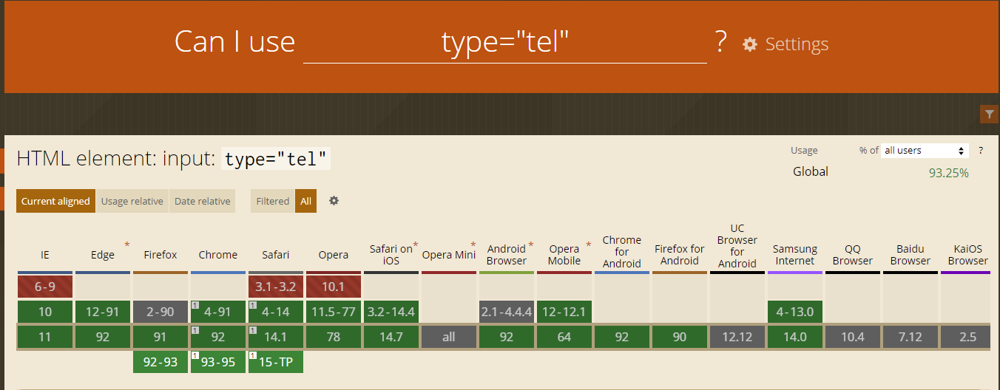 Can I use type="tel" ? Settings
HTML element: input: type="tel"
Usage % of all users ?
Global 93.25%
Current aligned Usage relative Date relative Filtered All
IE Edge * Firefox Chrome Safari Opera Safari on iOS * Opera Mini * Android Browser * Opera Mobile * Chrome for Android Firefox for Android UC Browser for Android Samsung Internet QQ Browser Baidu Browser KaiOS Browser
6-9 3.1-3.2 10.1
10 12-91 2-90 1 4-91 1 4-14 11.5-77 3.2-14.4 2.1-4.4.4 12-12.1 4-13.0
11 92 91 1 92 1 14.1 78 14.7 all 92 64 92 90 12.12 14.0 10.4 7.12 2.5
92-93 1 93-95 1 15-TP